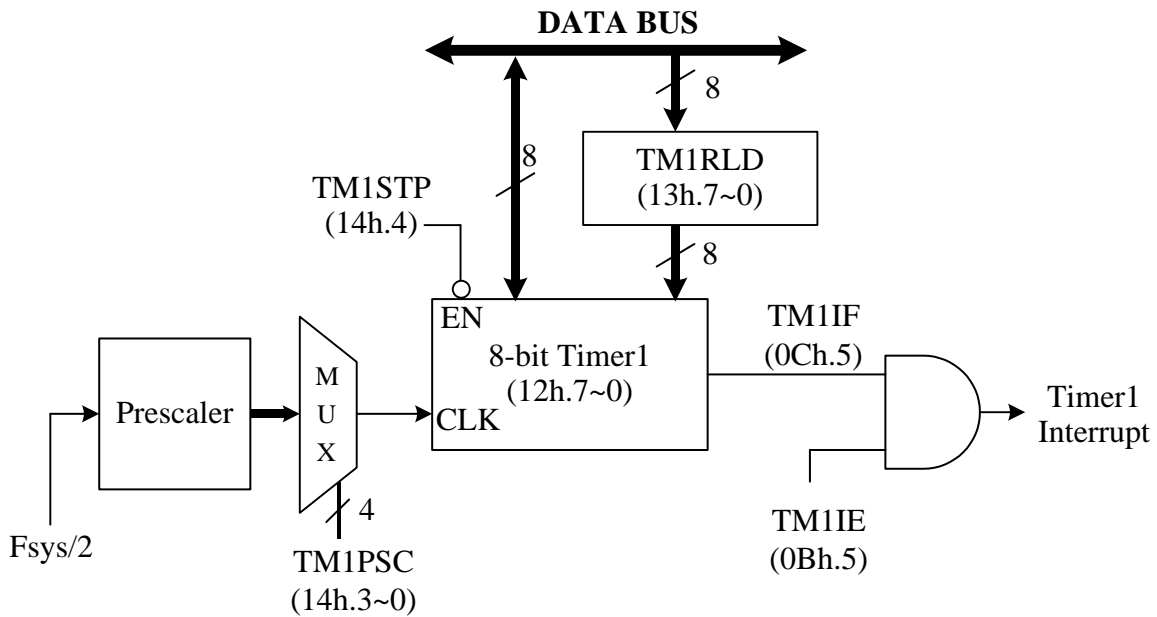 DATA BUS
8
8
TM1RLD
(13h.7~0)
TM1STP
(14h.4)
8
EN
8-bit Timer1
(12h.7~0)
CLK
TM1IF
(0Ch.5)
Prescaler
M
U
X
Timer1
Interrupt
4
Fsys/2
TM1PSC
(14h.3~0)
TM1IE
(0Bh.5)